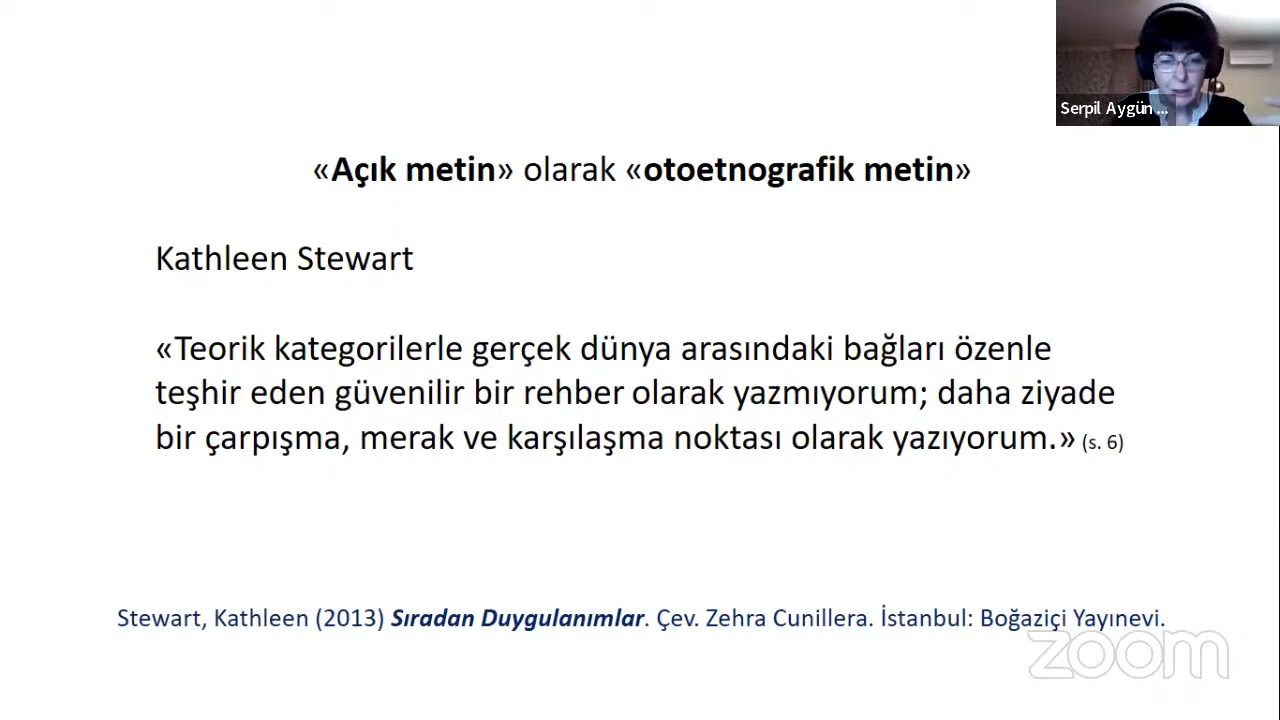 Serpil Aygün ...
«Açık metin» olarak «otoetnografik metin»
Kathleen Stewart
«Teorik kategorilerle gerçek dünya arasındaki bağları özenle
teşhir eden güvenilir bir rehber olarak yazmıyorum; daha ziyade
bir çarpışma, merak ve karşılaşma noktası olarak yazıyorum.» (s. 6)
Stewart, Kathleen (2013) Sıradan Duygulanımlar. Çev. Zehra Cunillera. İstanbul: Boğaziçi Yayınevi.
zoom